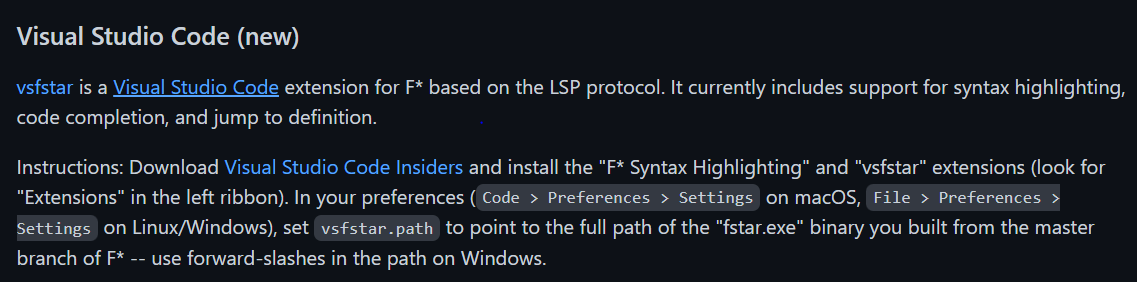 Visual Studio Code (new)
vsfstar is a Visual Studio Code extension for F* based on the LSP protocol. It currently includes support for syntax highlighting,
code completion, and jump to definition.
Instructions: Download Visual Studio Code Insiders and install the "F* Syntax Highlighting" and "vsfstar" extensions (look for
"Extensions" in the left ribbon). In your preferences ( Code > Preferences > Settings on macOS, File > Preferences >
Settings on Linux/Windows), set vsfstar.path to point to the full path of the "fstar.exe" binary you built from the master
branch of F* -- use forward-slashes in the path on Windows.